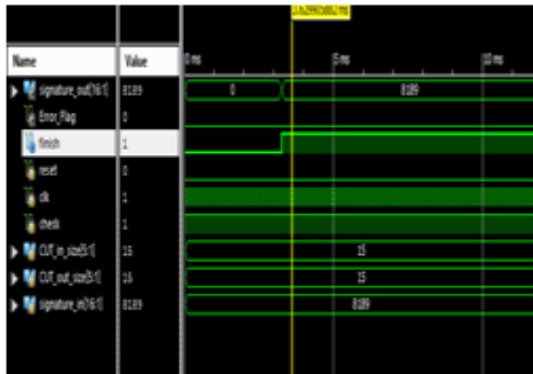 Name Value 0 ms 5 ms 10 ms
signature_out[16:1] 8189 0 8189
Error_Flag 0
finish 1
reset 0
clk 1
check 1
CUT_in_size[5:1] 15 15
CUT_out_size[5:1] 15 15
signature_in[16:1] 8189 8189